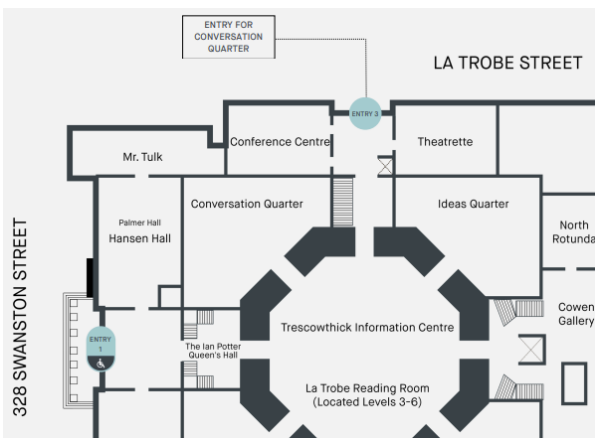 ENTRY FOR
CONVERSATION
QUARTER
LA TROBE STREET
ENTRY 3
Conference Centre
Theatrette
Mr. Tulk
Conversation Quarter
Ideas Quarter
Palmer Hall
Hansen Hall
North
Rotunda
328 SWANSTON STREET
Cowen
Gallery
Trescowthick Information Centre
ENTRY
1
The Ian Potter
Queen's Hall
La Trobe Reading Room
(Located Levels 3-6)